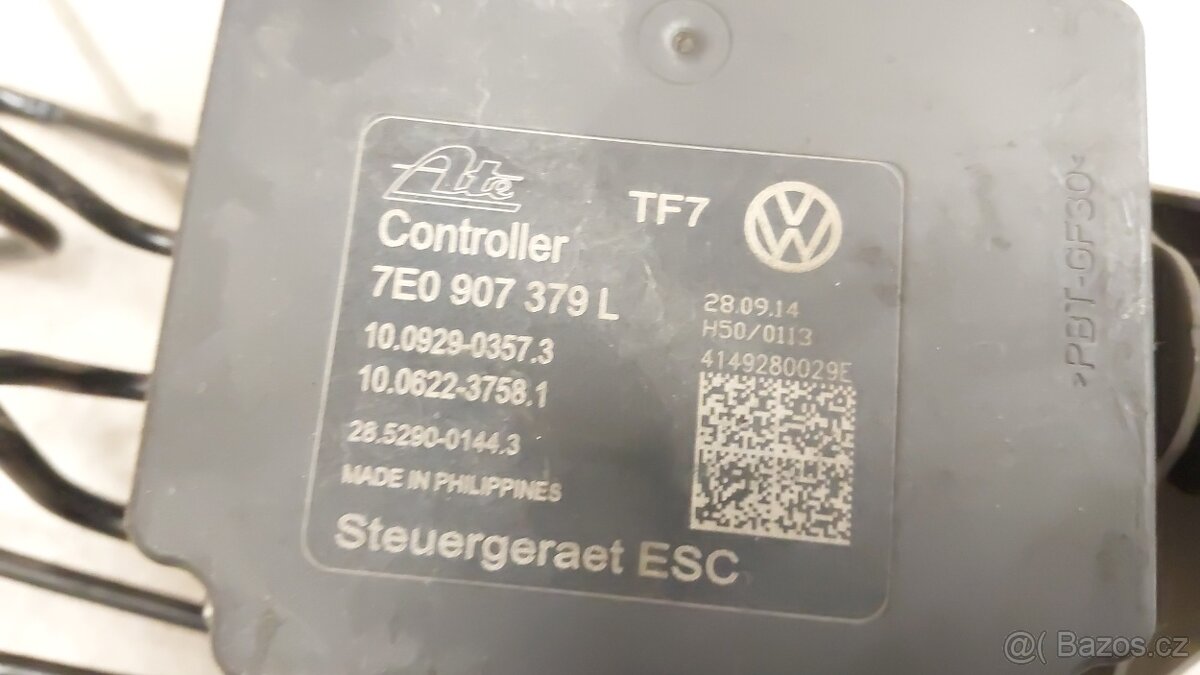 Ate
TF7
Controller
7E0 907 379 L
28.09.14
H50/0113
10.0929-0357.3
4149280029E
10.0622-3758.1
28.5290-0144.3
MADE IN PHILIPPINES
Steuergeraet ESC
>PBT-GF30<
@( Bazos.cz